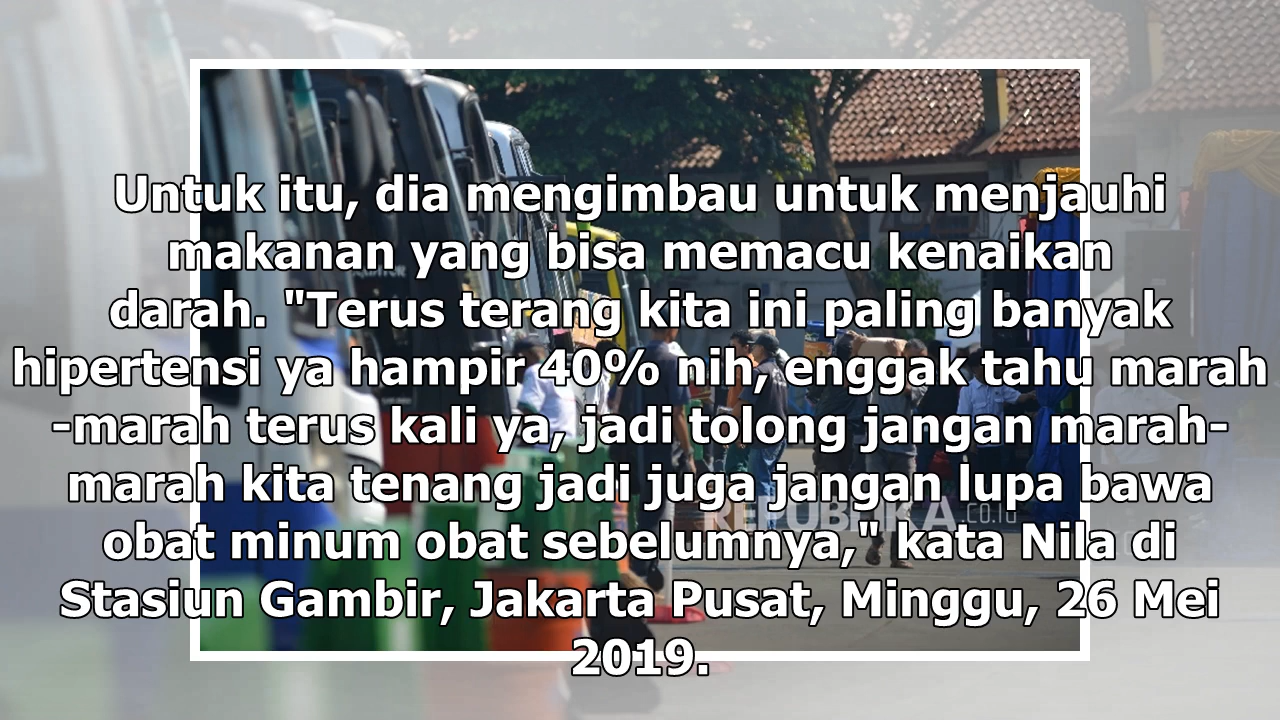 Untuk itu, dia mengimbau untuk menjauhi
makanan yang bisa memacu kenaikan
darah. "Terus terang kita ini paling banyak
hipertensi ya hampir 40% nih, enggak tahu marah
-marah terus kali ya, jadi tolong jangan marah-
marah kita tenang jadi juga jangan lupa bawa
obat minum obat sebelumnya," kata Nila di
Stasiun Gambir, Jakarta Pusat, Minggu, 26 Mei
2019.
REPUBLIKA.co.id